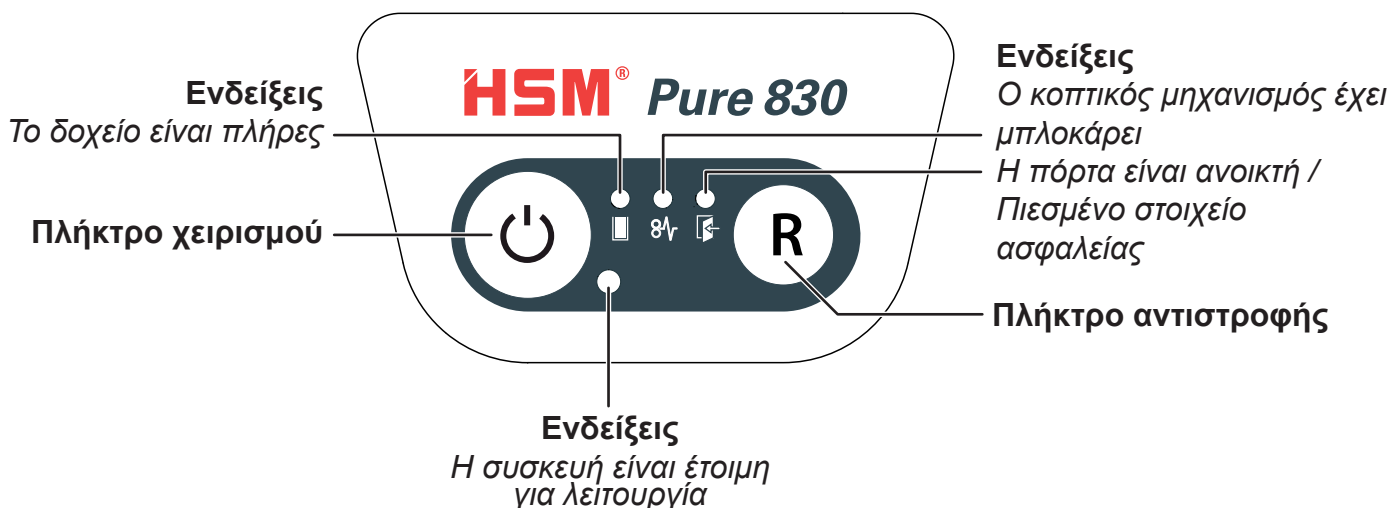 HSM® Pure 830
Ενδείξεις
Το δοχείο είναι πλήρες
Πλήκτρο χειρισμού
Ενδείξεις
Ο κοπτικός μηχανισμός έχει
μπλοκάρει
Η πόρτα είναι ανοικτή /
Πιεσμένο στοιχείο
ασφαλείας
R
Πλήκτρο αντιστροφής
Ενδείξεις
Η συσκευή είναι έτοιμη
για λειτουργία